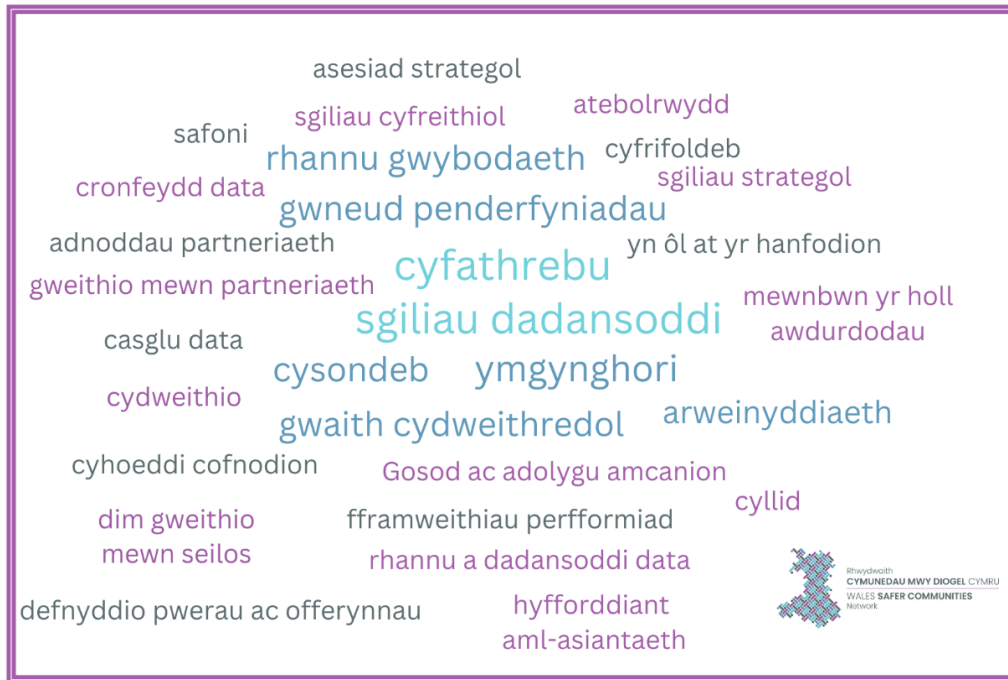 asesiad strategol
sgiliau cyfreithiol
atebolrwydd
safoni
rhannu gwybodaeth
cyfrifoldeb
cronfeydd data
sgiliau strategol
gwneud penderfyniadau
adnoddau partneriaeth
yn ôl at yr hanfodion
cyfathrebu
gweithio mewn partneriaeth
mewnbwn yr holl
awdurdodau
sgiliau dadansoddi
casglu data
cysondeb
ymgynghori
cydweithio
arweinyddiaeth
gwaith cydweithredol
cyhoeddi cofnodion
Gosod ac adolygu amcanion
cyllid
dim gweithio
mewn seilos
fframweithiau perfformiad
rhannu a dadansoddi data
defnyddio pwerau ac offerynnau
hyfforddiant
aml-asiantaeth
Rhwydwaith
CYMUNEDAU MWY DIOGEL CYMRU
WALES SAFER COMMUNITIES
Network